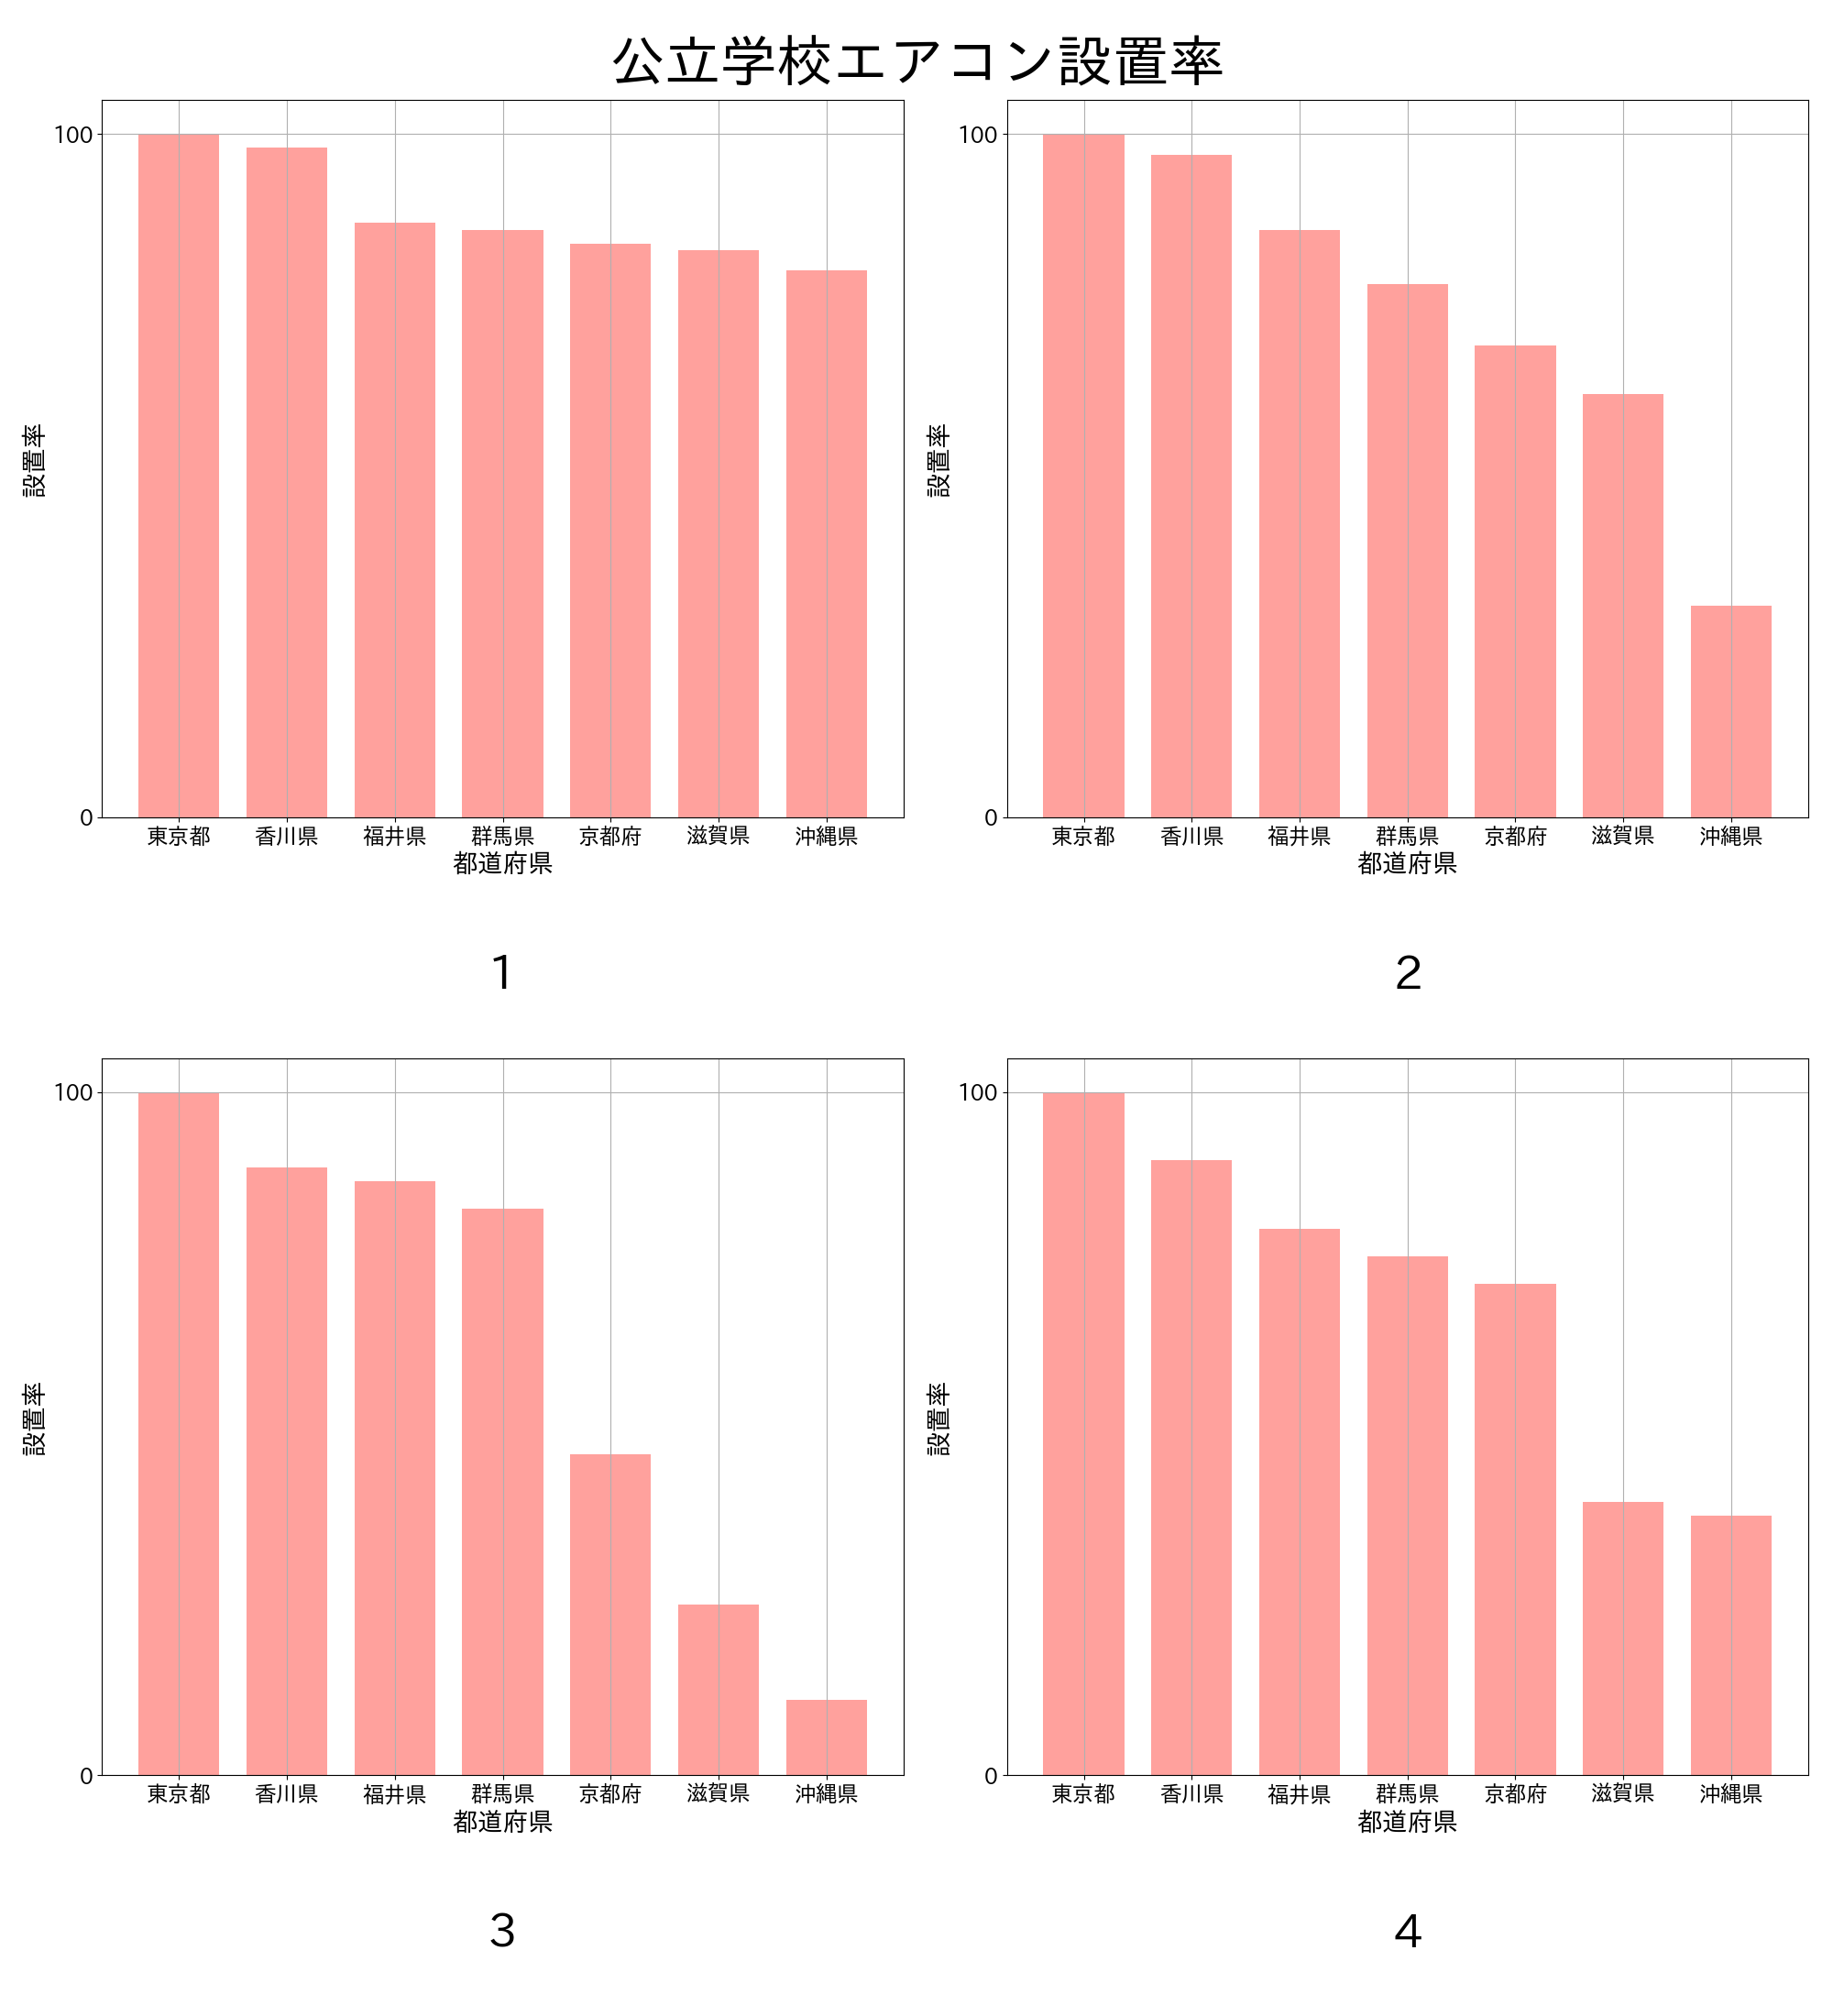 公立学校エアコン設置率
100
設置率
0
東京都 香川県 福井県 群馬県 京都府 滋賀県 沖縄県
都道府県
1
100
設置率
0
東京都 香川県 福井県 群馬県 京都府 滋賀県 沖縄県
都道府県
2
100
設置率
0
東京都 香川県 福井県 群馬県 京都府 滋賀県 沖縄県
都道府県
3
100
設置率
0
東京都 香川県 福井県 群馬県 京都府 滋賀県 沖縄県
都道府県
4